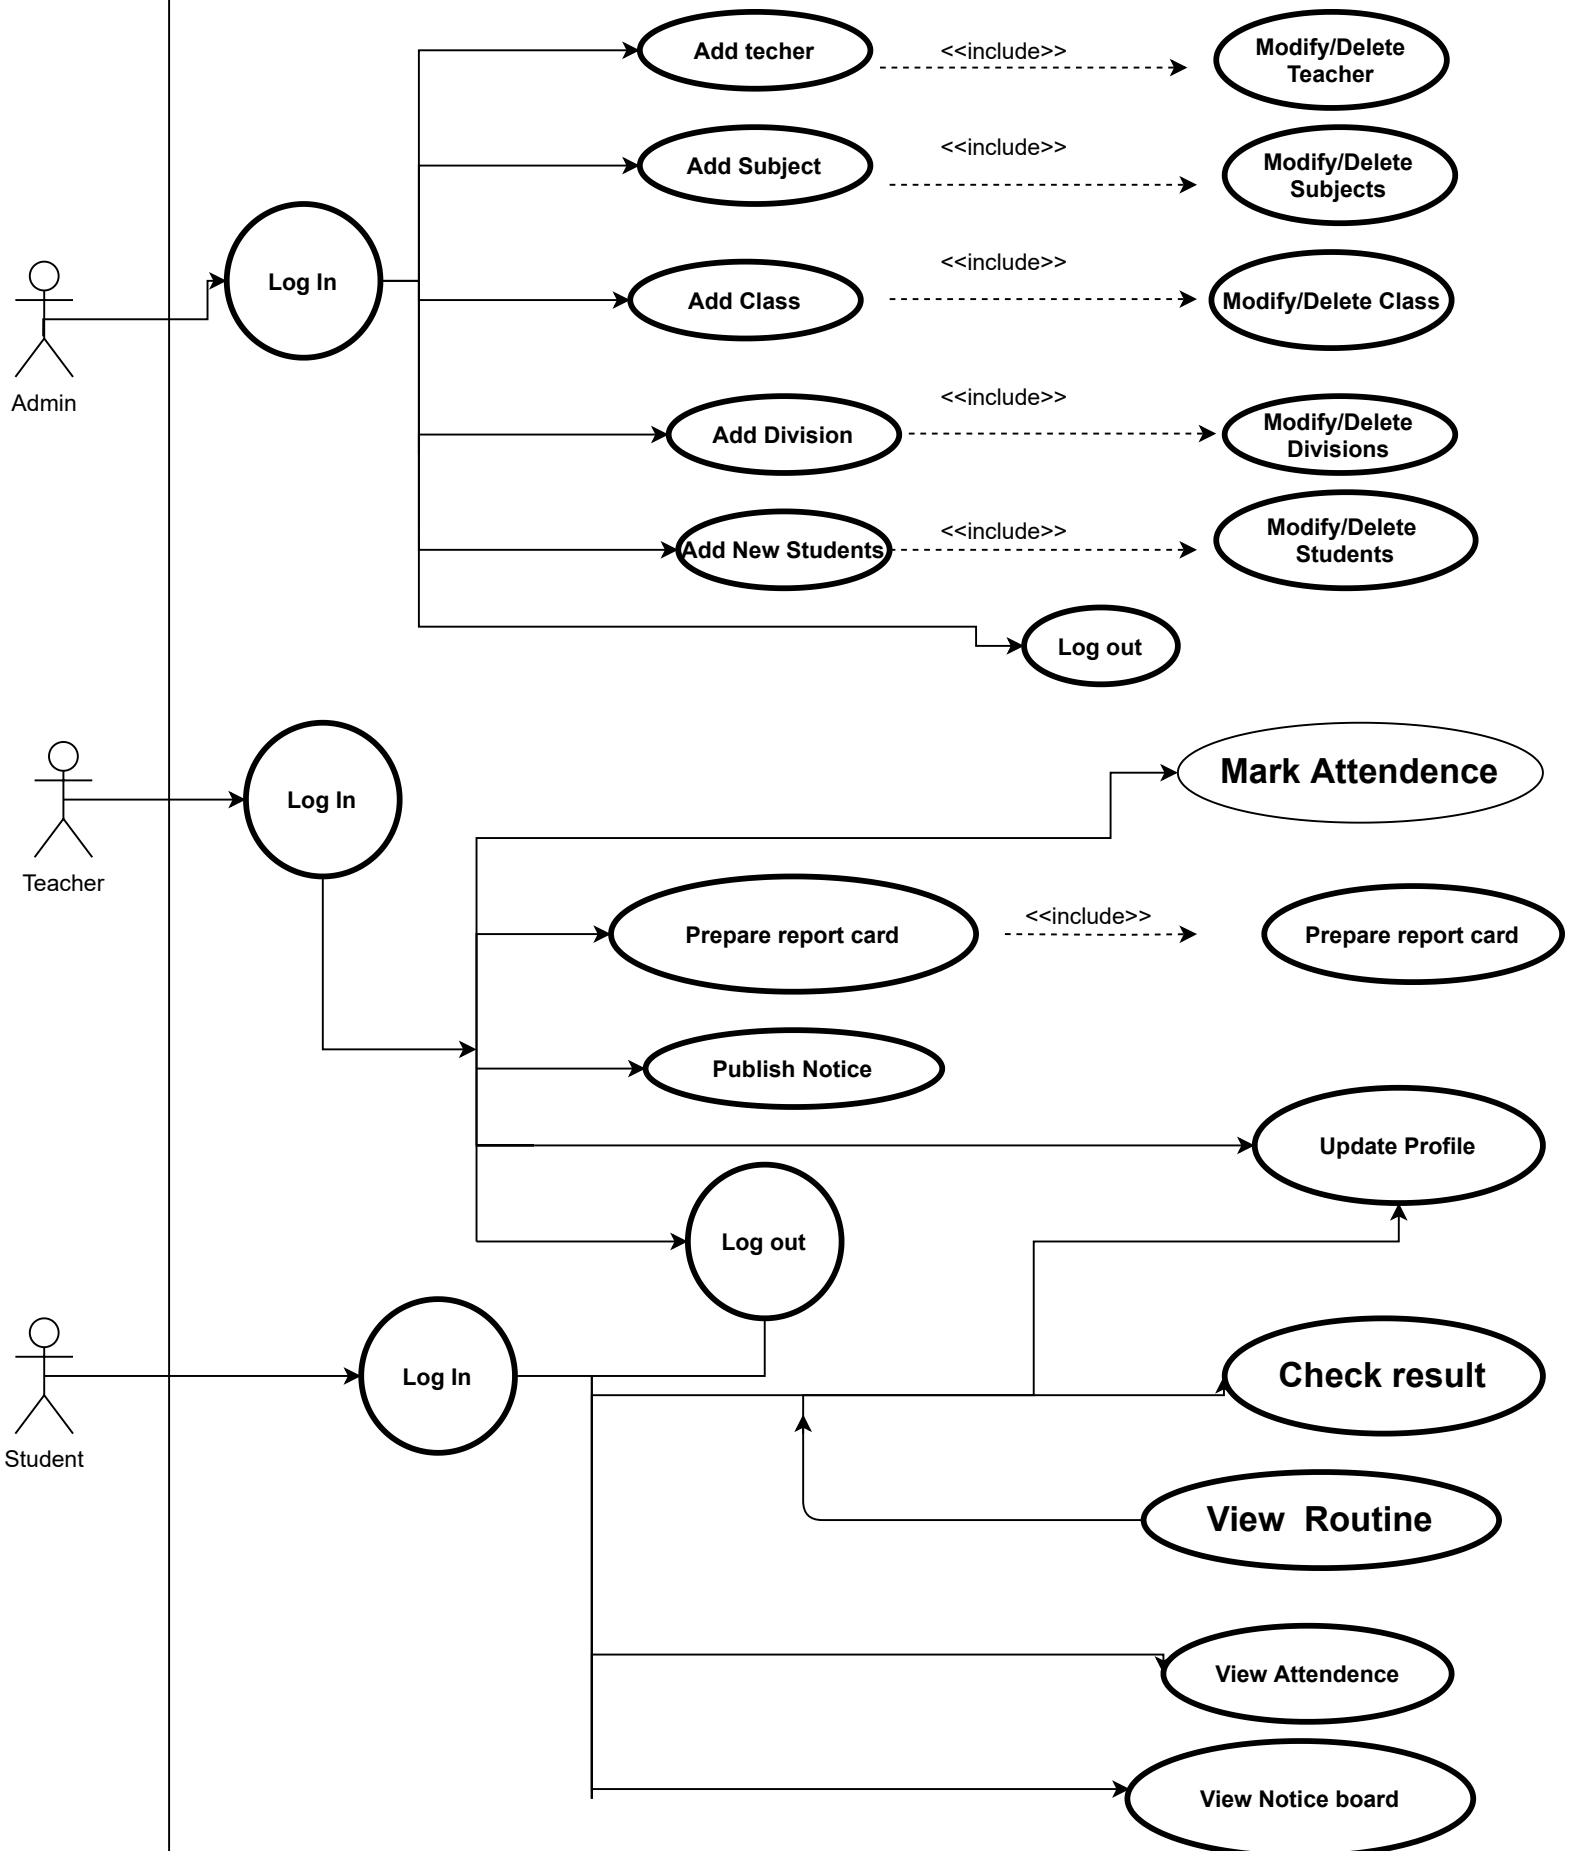 Add techer
<<include>>
Modify/Delete
Teacher
Add Subject
<<include>>
Modify/Delete
Subjects
Log In
Add Class
<<include>>
Modify/Delete Class
Admin
Add Division
<<include>>
Modify/Delete
Divisions
Add New Students
<<include>>
Modify/Delete
Students
Log out
Mark Attendence
Log In
Teacher
Prepare report card
<<include>>
Prepare report card
Publish Notice
Update Profile
Log out
Log In
Check result
Student
View  Routine
View Attendence
View Notice board